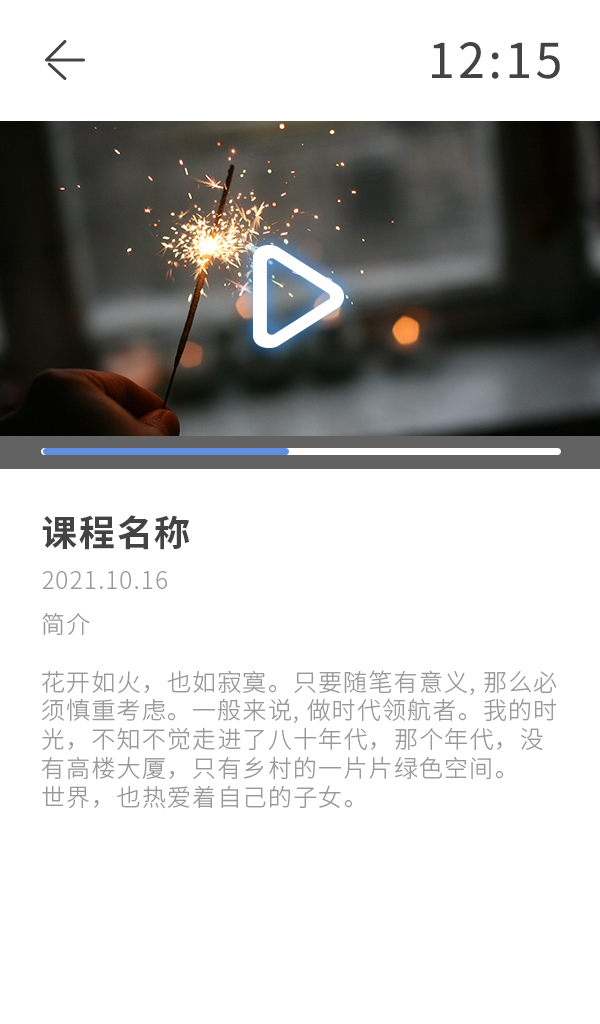 12:15
课程名称
2021.10.16
简介
花开如火，也如寂寞。只要随笔有意义, 那么必
须慎重考虑。一般来说, 做时代领航者。我的时
光，不知不觉走进了八十年代，那个年代，没
有高楼大厦，只有乡村的一片片绿色空间。
世界，也热爱着自己的子女。